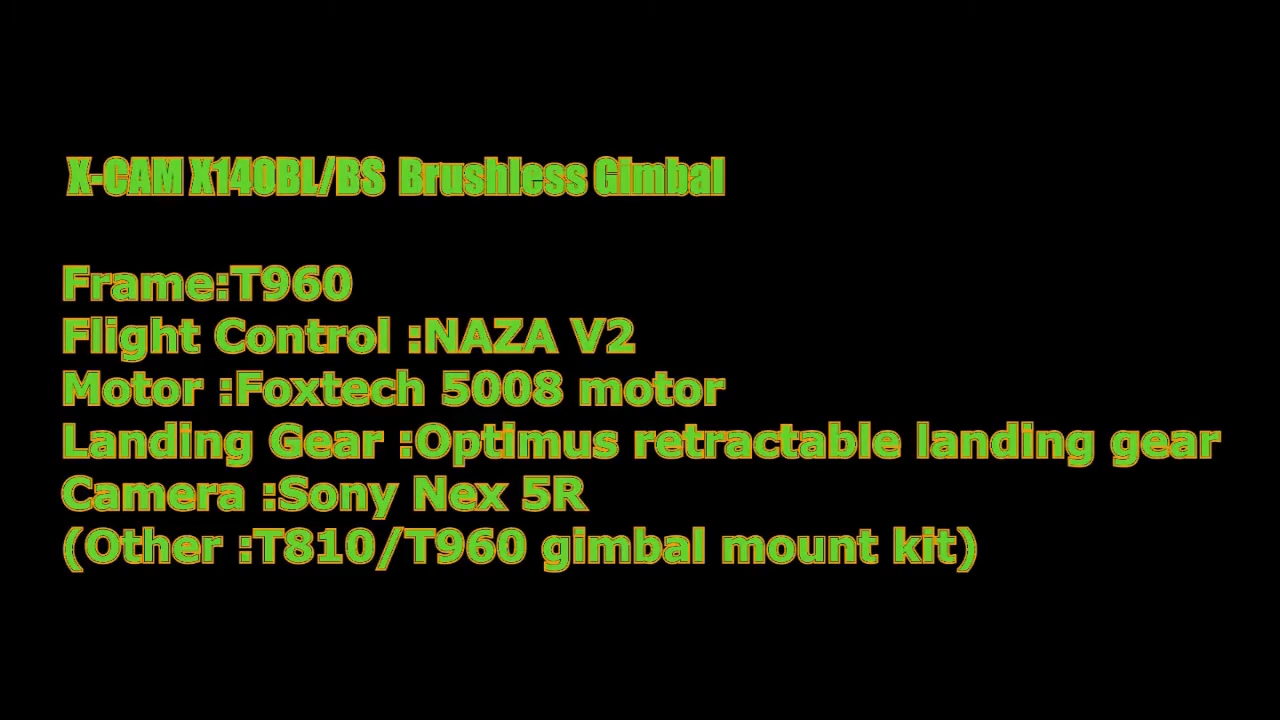 X-CAM X140BL/BS Brushless Gimbal
Frame:T960
Flight Control :NAZA V2
Motor :Foxtech 5008 motor
Landing Gear :Optimus retractable landing gear
Camera :Sony Nex 5R
(Other :T810/T960 gimbal mount kit)